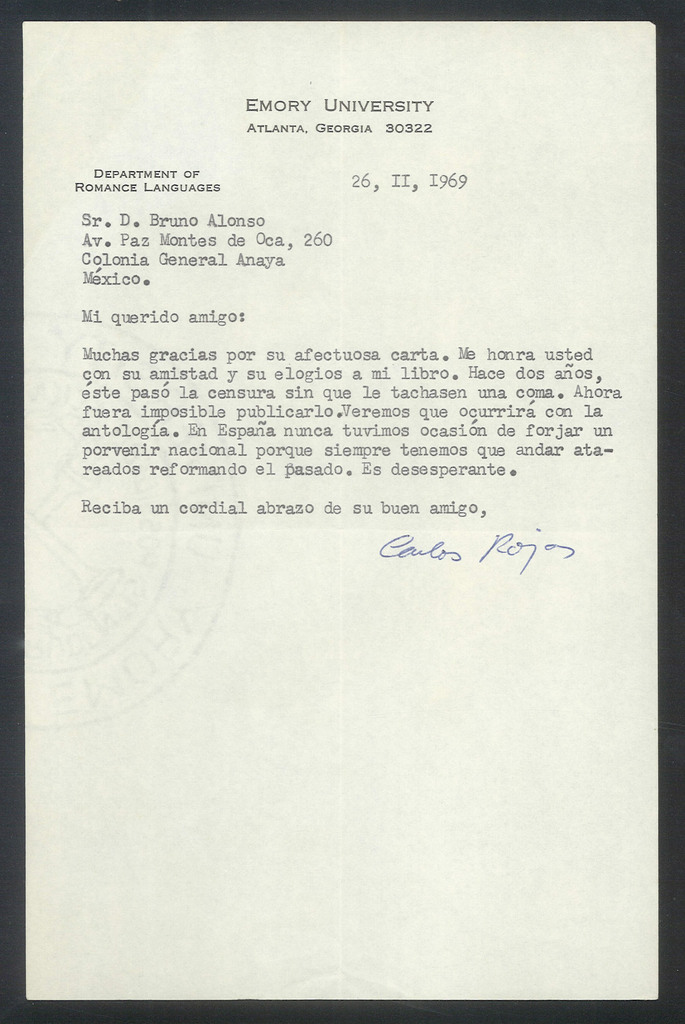 EMORY UNIVERSITY
ATLANTA, GEORGIA 30322
DEPARTMENT OF
ROMANCE LANGUAGES
26, II, 1969
Sr. D. Bruno Alonso
Av. Paz Montes de Oca, 260
Colonia General Anaya
México.
Mi querido amigo:
Muchas gracias por su afectuosa carta. Me honra usted
con su amistad y su elogios a mi libro. Hace dos años,
éste pasó la censura sin que le tachasen una coma. Ahora
fuera imposible publicarlo.Veremos que ocurrirá con la
antología. En España nunca tuvimos ocasión de forjar un
porvenir nacional porque siempre tenemos que andar ata-
reados reformando el pasado. Es desesperante.
Reciba un cordial abrazo de su buen amigo,
Carlos Rojas